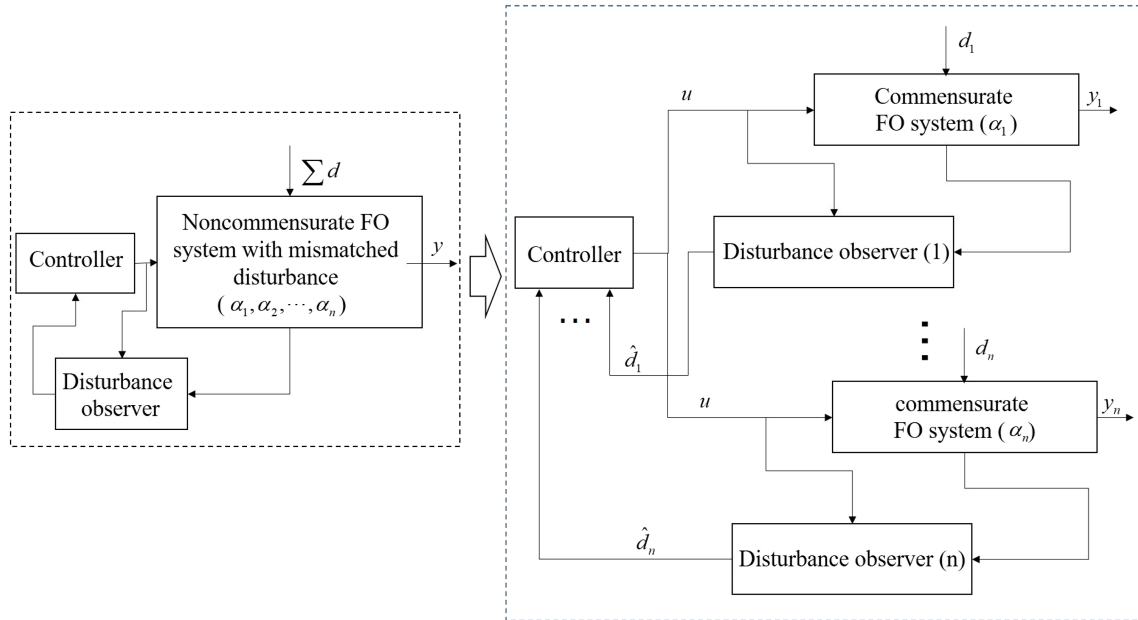 ∑d
Noncommensurate FO
system with mismatched
disturbance
( α₁, α₂, ⋯, αₙ)
y
Controller
Disturbance
observer
d₁
u
Commensurate
FO system (α₁)
y₁
Controller
Disturbance observer (1)
...
⋮
d̂₁
dₙ
u
commensurate
FO system ( αₙ)
yₙ
d̂ₙ
Disturbance observer (n)